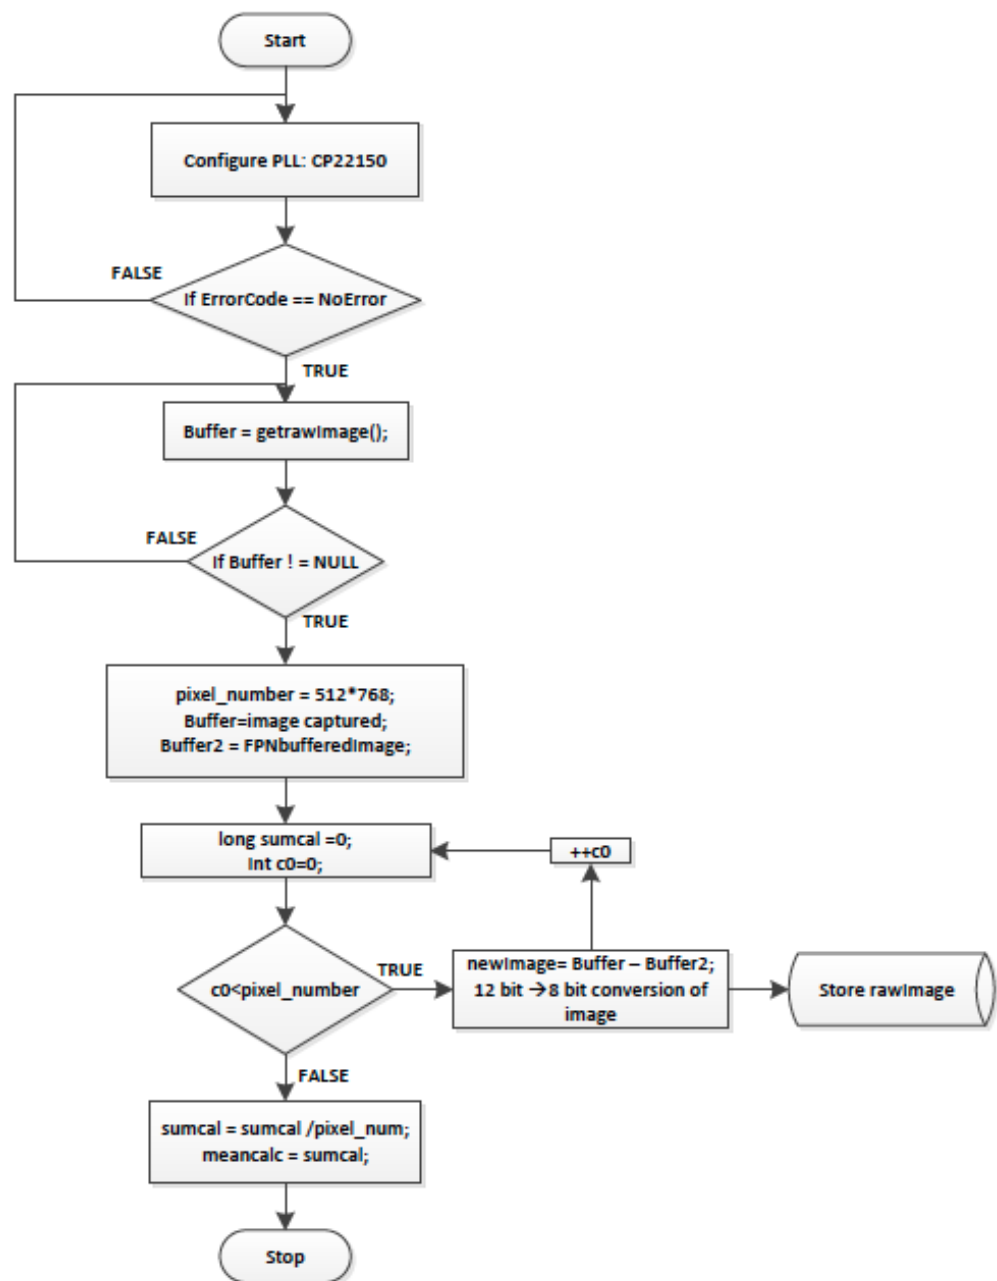 Start
Configure PLL: CP22150
FALSE
If ErrorCode == NoError
TRUE
Buffer = getrawImage();
FALSE
If Buffer ! = NULL
TRUE
pixel_number = 512*768;
Buffer=image captured;
Buffer2 = FPNbufferedImage;
long sumcal =0;
Int c0=0;
++c0
c0<pixel_number
TRUE
newImage= Buffer – Buffer2;
12 bit →8 bit conversion of
image
Store rawImage
FALSE
sumcal = sumcal /pixel_num;
meancalc = sumcal;
Stop